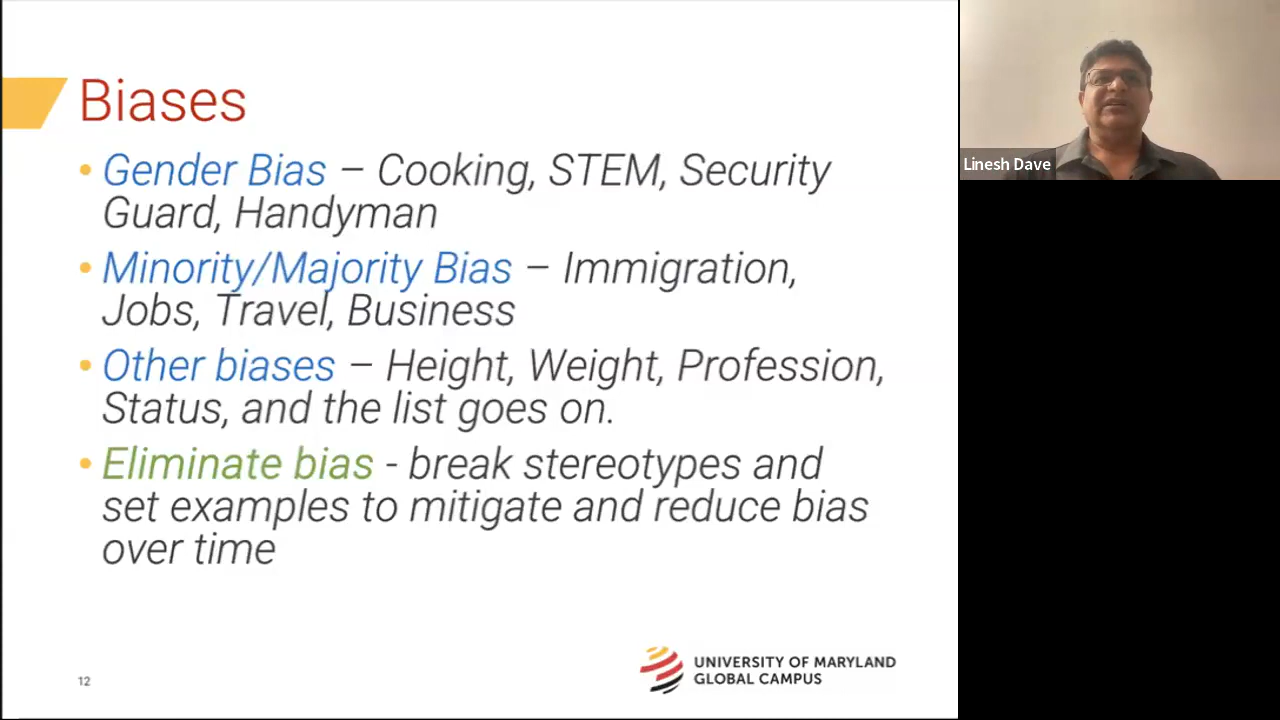 Biases
• Gender Bias – Cooking, STEM, Security
Guard, Handyman
• Minority/Majority Bias – Immigration,
Jobs, Travel, Business
• Other biases – Height, Weight, Profession,
Status, and the list goes on.
• Eliminate bias - break stereotypes and
set examples to mitigate and reduce bias
over time
12
UNIVERSITY OF MARYLAND
GLOBAL CAMPUS
Linesh Dave